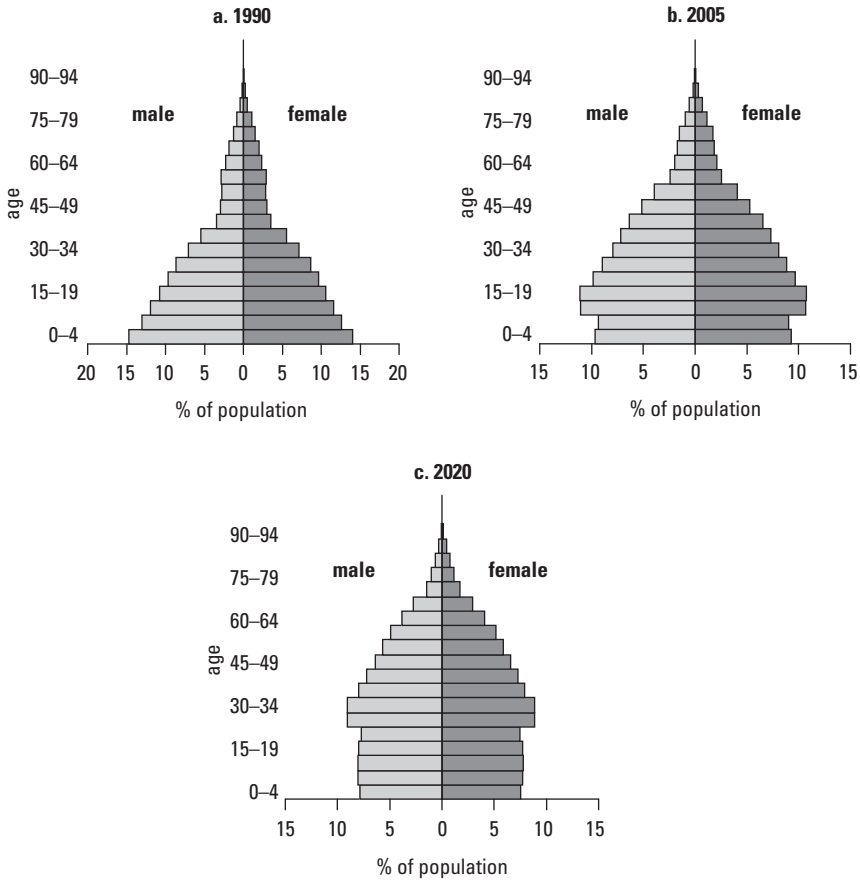 a. 1990
90–94
75–79
60–64
45–49
30–34
15–19
0–4
age
male
female
20 15 10 5 0 5 10 15 20
% of population
b. 2005
90–94
75–79
60–64
45–49
30–34
15–19
0–4
age
male
female
15 10 5 0 5 10 15
% of population
c. 2020
90–94
75–79
60–64
45–49
30–34
15–19
0–4
age
male
female
15 10 5 0 5 10 15
% of population